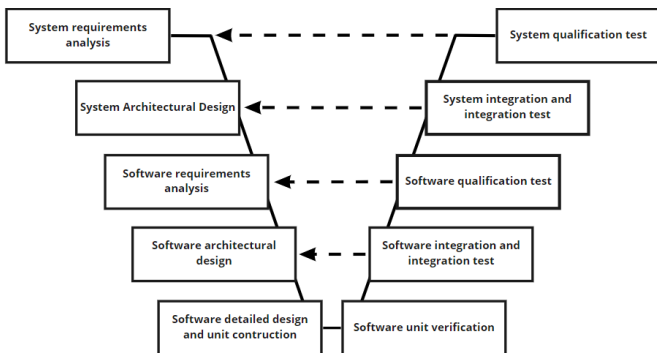 System requirements
analysis
System qualification test
System Architectural Design
System integration and
integration test
Software requirements
analysis
Software qualification test
Software architectural
design
Software integration and
integration test
Software detailed design
and unit contruction
Software unit verification